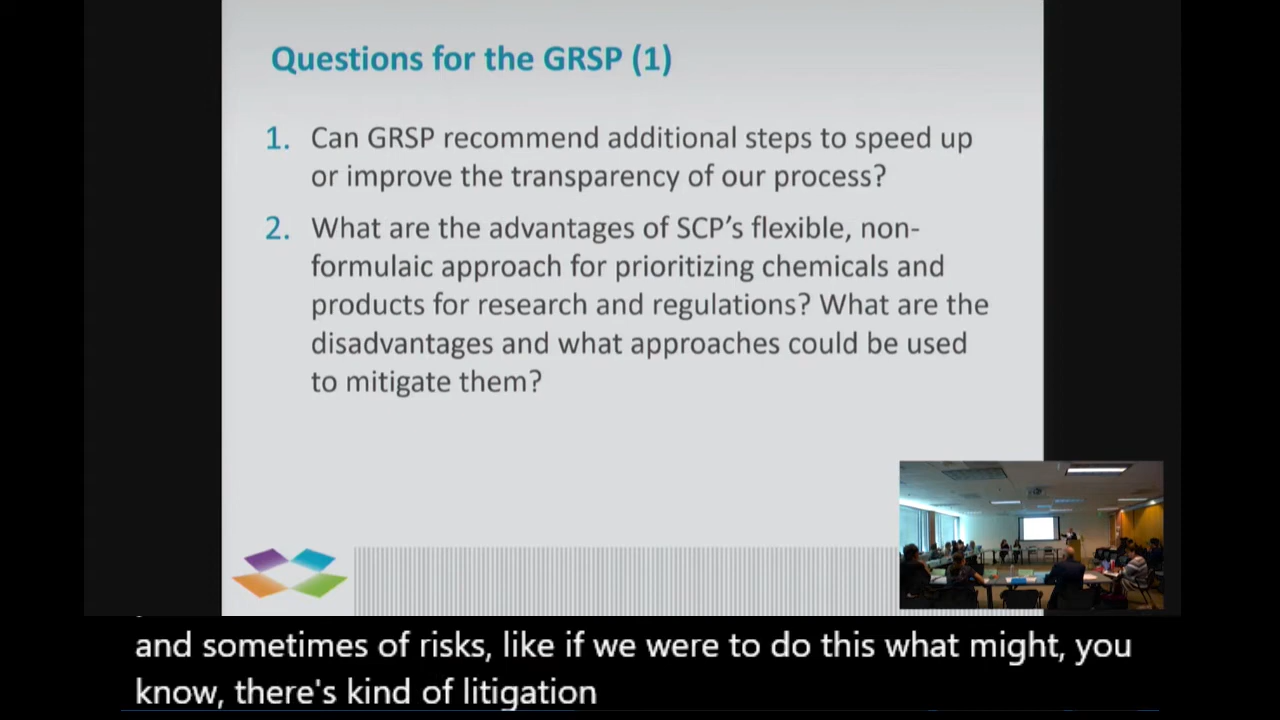 Questions for the GRSP (1)
1. Can GRSP recommend additional steps to speed up
or improve the transparency of our process?
2. What are the advantages of SCP's flexible, non-
formulaic approach for prioritizing chemicals and
products for research and regulations? What are the
disadvantages and what approaches could be used
to mitigate them?
and sometimes of risks, like if we were to do this what might, you
know, there's kind of litigation